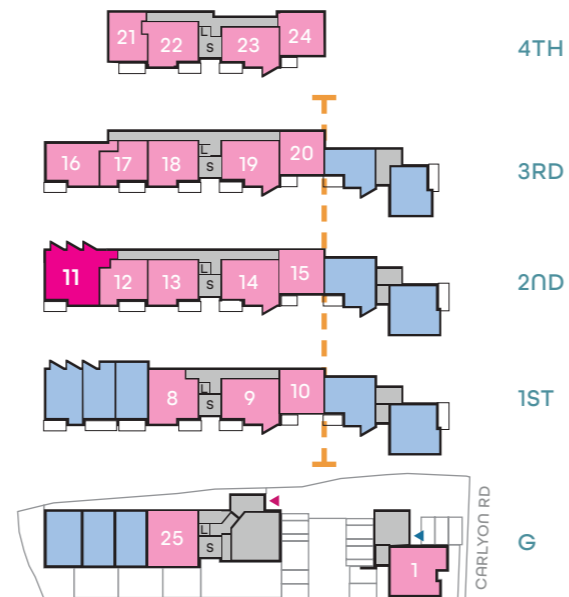 21 22 L S 23 24 4TH
16 17 18 L S 19 20 3RD
11 12 13 L S 14 15 2ND
8 L S 9 10 1ST
25 L S 1 G
CARLYON RD